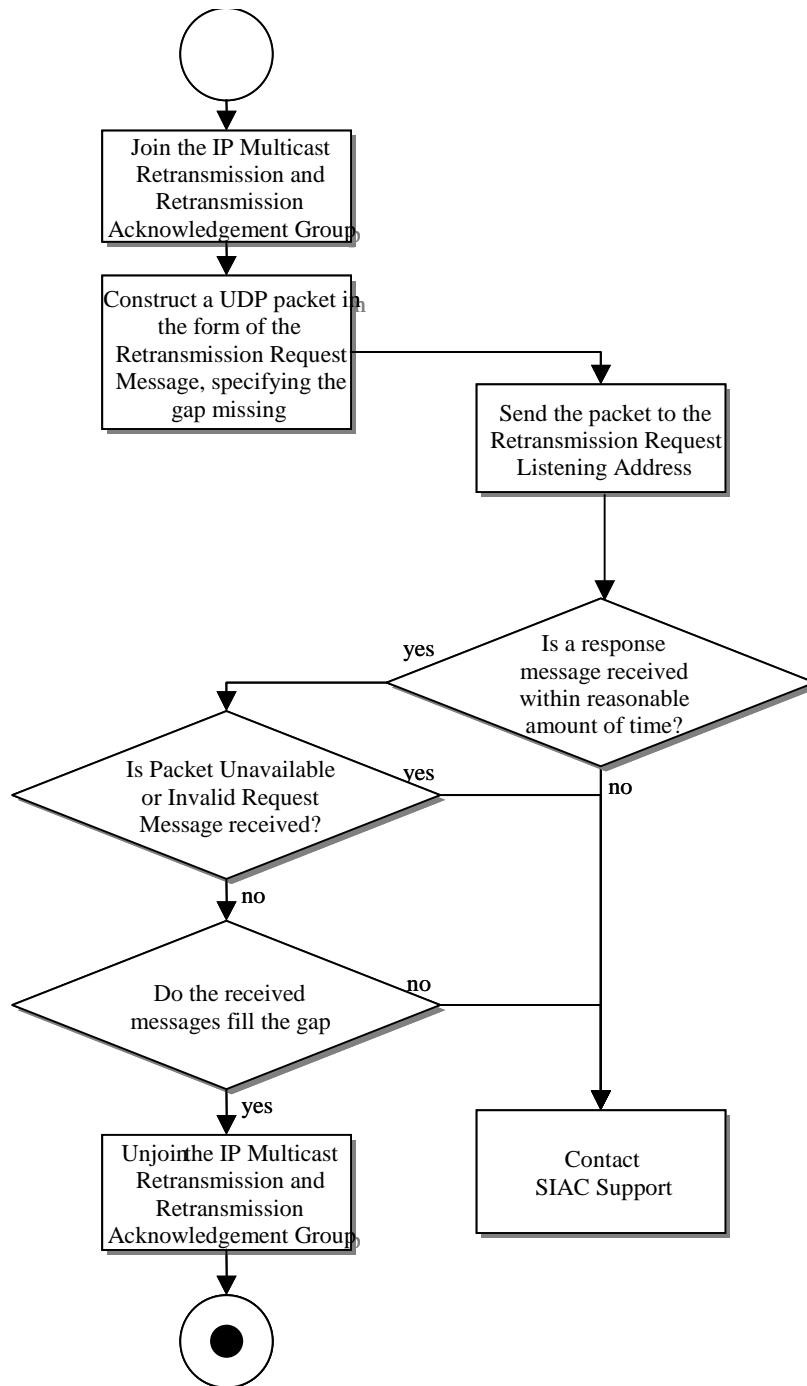 Join the IP Multicast
Retransmission and
Retransmission
Acknowledgement Group
Construct a UDP packet in
the form of the
Retransmission Request
Message, specifying the
gap missing
Send the packet to the
Retransmission Request
Listening Address
Is a response
message received
within reasonable
amount of time?
yes
no
Is Packet Unavailable
or Invalid Request
Message received?
yes
no
Do the received
messages fill the gap
no
yes
Unjoin the IP Multicast
Retransmission and
Retransmission
Acknowledgement Group
Contact
SIAC Support